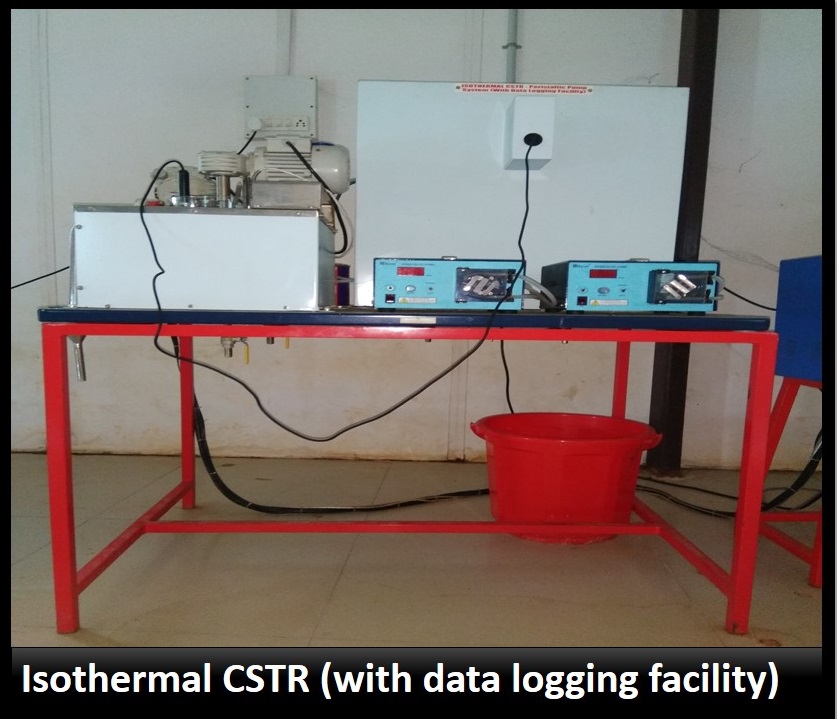 ISOTHERMAL CSTR - Peristaltic Pump
System (With Data Logging Facility)
Isothermal CSTR (with data logging facility)